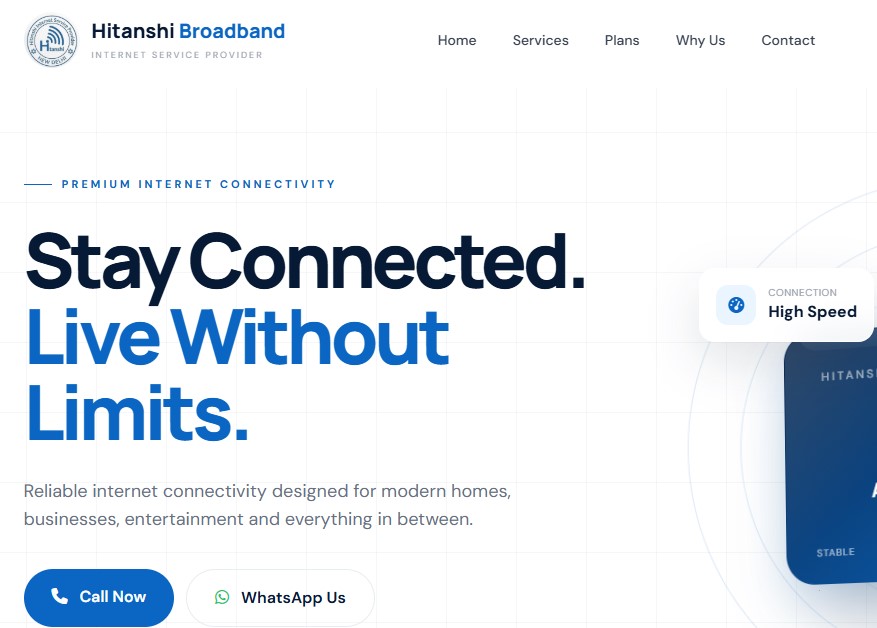 Hitanshi Broadband
INTERNET SERVICE PROVIDER
Home
Services
Plans
Why Us
Contact
PREMIUM INTERNET CONNECTIVITY
Stay Connected.
Live Without
Limits.
Reliable internet connectivity designed for modern homes,
businesses, entertainment and everything in between.
Call Now
WhatsApp Us
CONNECTION
High Speed
HITANS
STABLE